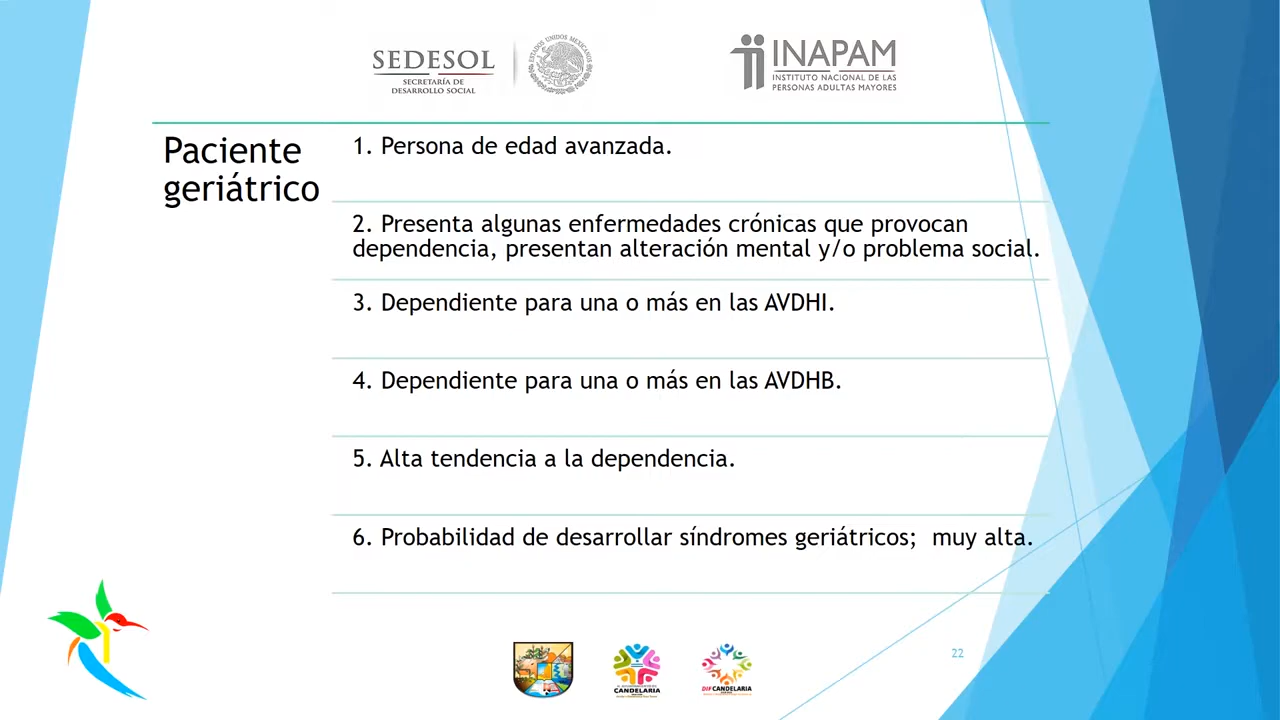 SEDESOL
SECRETARÍA DE
DESARROLLO SOCIAL
ESTADOS UNIDOS MEXICANOS
INAPAM
INSTITUTO NACIONAL DE LAS
PERSONAS ADULTAS MAYORES
Paciente
geriátrico
1. Persona de edad avanzada.
2. Presenta algunas enfermedades crónicas que provocan
dependencia, presentan alteración mental y/o problema social.
3. Dependiente para una o más en las AVDHI.
4. Dependiente para una o más en las AVDHB.
5. Alta tendencia a la dependencia.
6. Probabilidad de desarrollar síndromes geriátricos;  muy alta.
CANDELARIA
DIF CANDELARIA
22